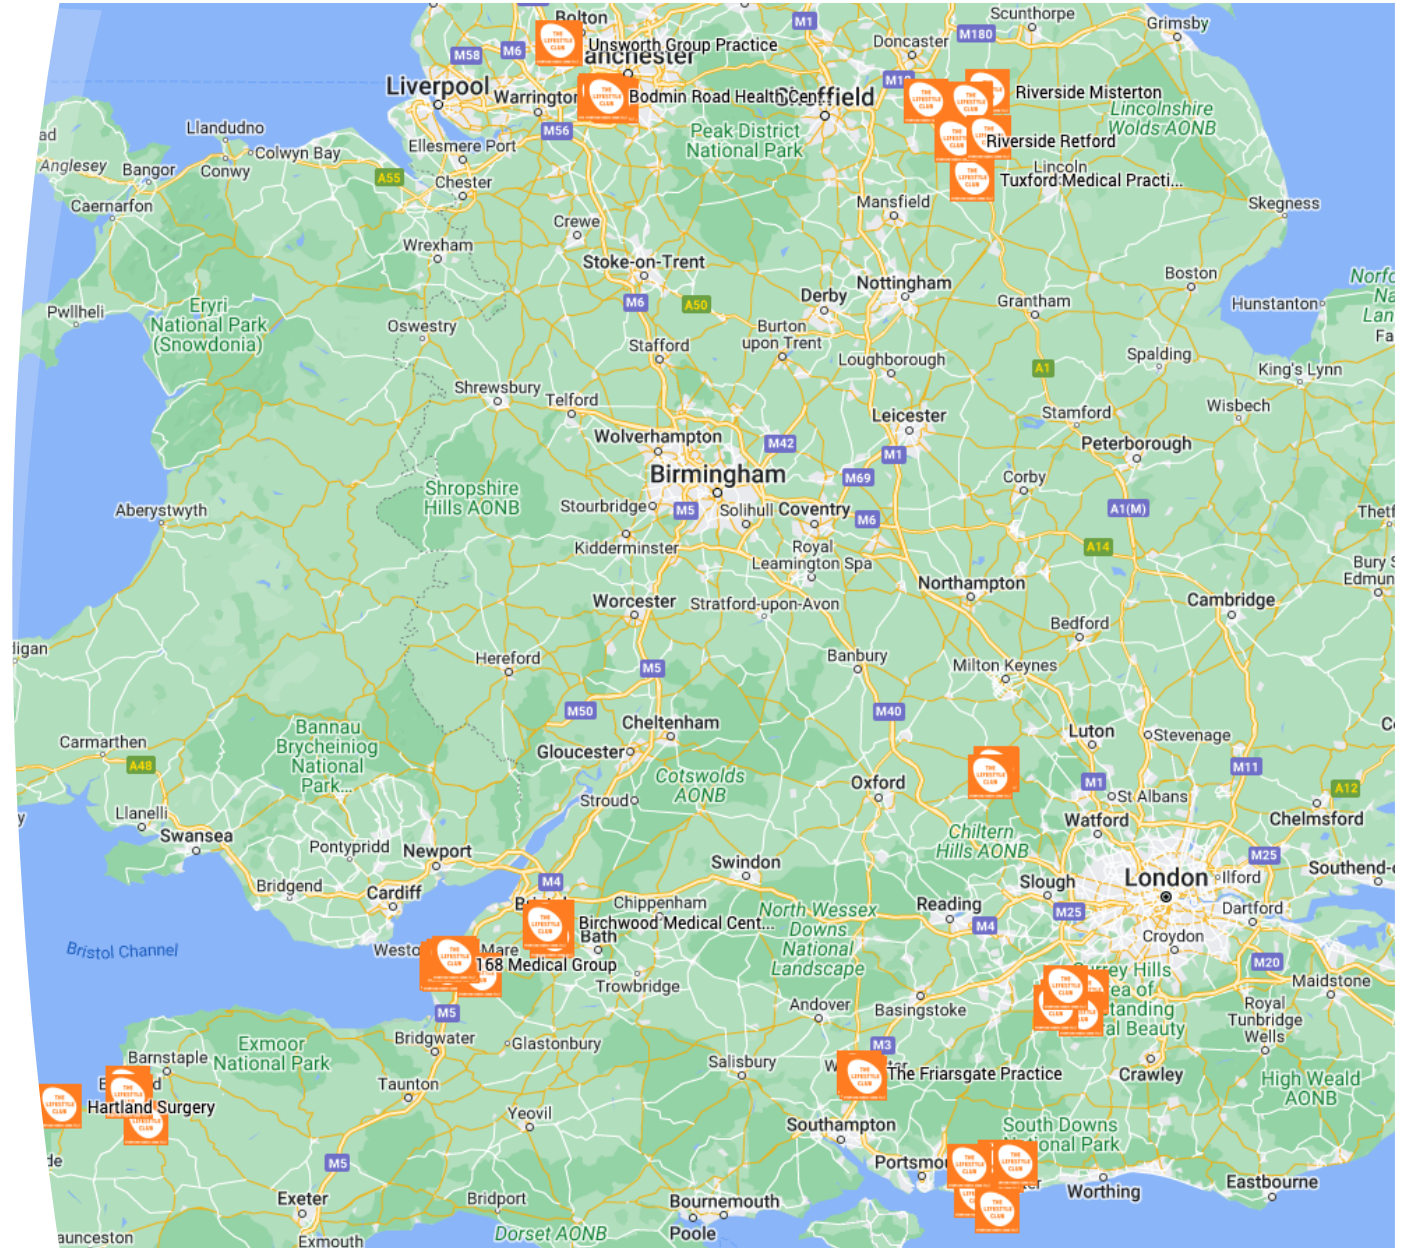 Bolton
M1
Scunthorpe
Grimsby
M180
Doncaster
M58
M6
Unsworth Group Practice
anchester
Liverpool
Warrington
Bodmin Road Health Cent...
Riverside Misterton
Lincolnshire
Wolds AONB
M56
Peak District
National Park
Riverside Retford
Lincoln
Tuxford Medical Practi...
Llandudno
Colwyn Bay
Conwy
Anglesey
Bangor
Caernarfon
A55
Ellesmere Port
Chester
Mansfield
Skegness
Crewe
Wrexham
Stoke-on-Trent
Nottingham
Boston
Derby
Grantham
Hunstanton
M6
A50
Pwllheli
Eryri
National Park
(Snowdonia)
Oswestry
Burton
upon Trent
Stafford
Loughborough
A1
Spalding
King's Lynn
Shrewsbury
Telford
Leicester
Stamford
Wisbech
Wolverhampton
M42
M1
Peterborough
Birmingham
M69
Corby
Shropshire
Hills AONB
Stourbridge
M5
Solihull
Coventry
M6
A1(M)
Aberystwyth
Kidderminster
Royal
Leamington Spa
A14
Northampton
Worcester
Stratford-upon-Avon
Cambridge
Bedford
Hereford
M5
Banbury
Milton Keynes
M50
M40
Cheltenham
Gloucester
Luton
Stevenage
Bannau
Brycheiniog
National
Park...
Carmarthen
A48
Cotswolds
AONB
Oxford
M1
M11
A12
St Albans
Stroud
Llanelli
Swansea
Watford
Chelmsford
Pontypridd
Newport
Chiltern
Hills AONB
Swindon
M25
London
Ilford
Slough
Bridgend
Cardiff
M4
Chippenham
Reading
M4
M25
Dartford
Birchwood Medical Cent...
Bath
North Wessex
Downs
National
Landscape
Croydon
Bristol Channel
168 Medical Group
Trowbridge
M20
Maidstone
Surrey Hills
Andover
Basingstoke
Royal
Tunbridge
Wells
M5
Bridgwater
Glastonbury
Exmoor
National Park
Barnstaple
Salisbury
M3
The Friarsgate Practice
Crawley
High Weald
AONB
Taunton
Hartland Surgery
Yeovil
Southampton
South Downs
National Park
M5
Worthing
Eastbourne
Exeter
Bridport
Bournemouth
Poole
Dorset AONB
Exmouth
THE
LIFESTYLE
CLUB